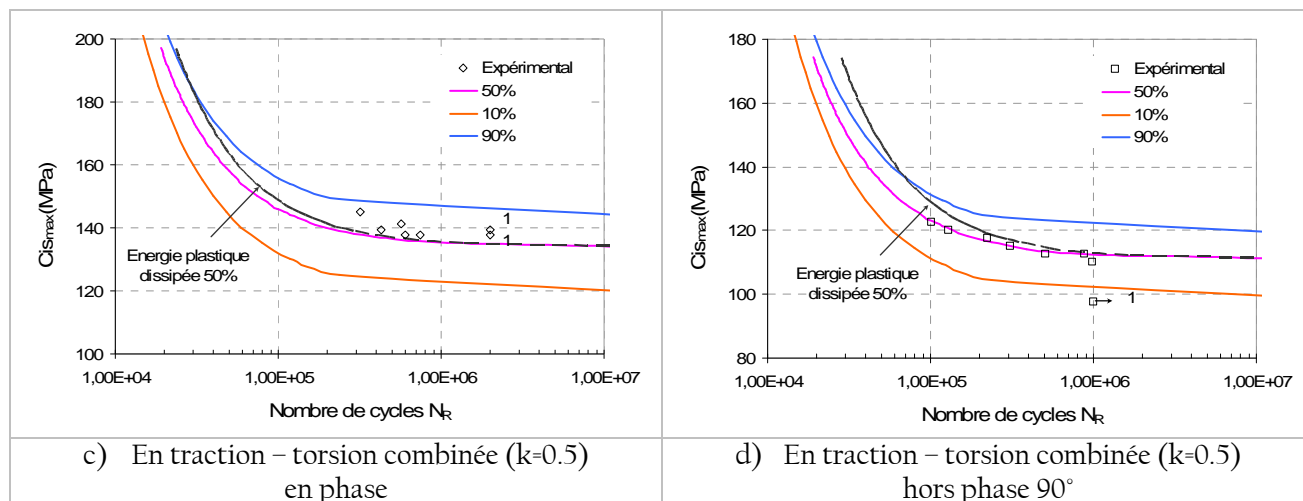 200
180
160
140
120
100
Cis max (MPa)
Expérimental
50%
10%
90%
1
1
Energie plastique
dissipée 50%
1,00E+04 1,00E+05 1,00E+06 1,00E+07
Nombre de cycles NR
c) En traction – torsion combinée (k=0.5)
en phase
180
160
140
120
100
80
Cis max (MPa)
Expérimental
50%
10%
90%
Energie plastique
dissipée 50%
1
1,00E+04 1,00E+05 1,00E+06 1,00E+07
Nombre de cycles NR
d) En traction – torsion combinée (k=0.5)
hors phase 90°